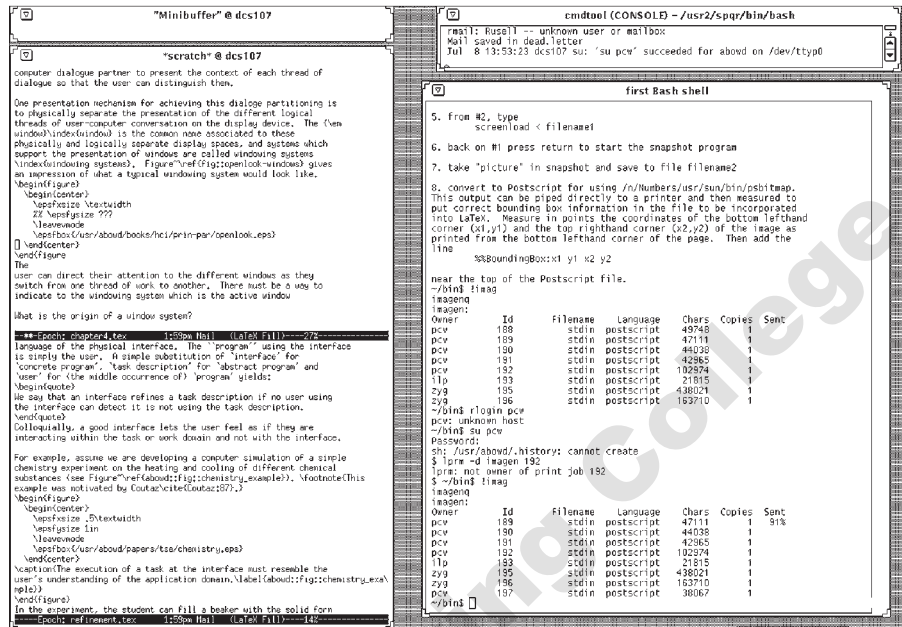 "Minibuffer" @ dcs107
*scratch* @ dcs107
computer dialogue partner to present the context of each thread of
dialogue so that the user can distinguish them.
One presentation mechanism for achieving this dialoge partitioning is
to physically separate the presentation of the different logical
threads of user-computer conversation on the display device. The {\em
window}\index{window} is the common name associated to these
physically and logically separate display spaces, and systems which
support the presentation of windows are called windowing systems
\index{windowing systems}. Figure~\ref{fig:openlook-windows} gives
an impression of what a typical windowing system would look like.
\begin{figure}
\begin{center}
\epsfxsize \textwidth
%% \epsfysize ???
\leavevmode
\epsfbox{/usr/abowd/books/hci/prin-par/openlook.eps}
\end{center}
\end{figure
The
user can direct their attention to the different windows as they
switch from one thread of work to another. There must be a way to
indicate to the windowing system which is the active window
What is the origin of a window system?
--**-Epoch: chapter4.tex 1:59pm Mail (LaTeX Fill)----27%--------------
language of the physical interface. The ``program'' using the interface
is simply the user. A simple substitution of `interface' for
`concrete program', `task description' for `abstract program' and
`user' for (the middle occurrence of) `program' yields:
\begin{quote}
We say that an interface refines a task description if no user using
the interface can detect it is not using the task description.
\end{quote}
Colloquially, a good interface lets the user feel as if they are
interacting within the task or work domain and not with the interface.
For example, assume we are developing a computer simulation of a simple
chemistry experiment on the heating and cooling of different chemical
substances (see Figure~\ref{abowd:fig:chemistry_example}). \footnote{This
example was motivated by Coutaz\cite{Coutaz:87}.}
\begin{figure}
\begin{center}
\epsfxsize .5\textwidth
\epsfysize 1in
\leavevmode
\epsfbox{/usr/abowd/papers/tse/chemistry.eps}
\end{center}
\caption{The execution of a task at the interface must resemble the
user's understanding of the application domain.\label{abowd:fig:chemistry_exa\
mple}}
\end{figure}
In the experiment, the student can fill a beaker with the solid form
-----Epoch: refinement.tex 1:59pm Mail (LaTeX Fill)----14%--------------
cmdtool (CONSOLE) – /usr2/spqr/bin/bash
rmail: Rusell -- unknown user or mailbox
Mail saved in dead.letter
Jul 8 13:53:23 dcs107 su: 'su pcw' succeeded for abowd on /dev/ttyp0
first Bash shell
5. from #2, type
screenload < filename1
6. back on #1 press return to start the snapshot program
7. take "picture" in snapshot and save to file filename2
8. convert to Postscript for using /n/Numbers/usr/sun/bin/psbitmap.
This output can be piped directly to a printer and then measured to
put correct bounding box information in the file to be incorporated
into LaTeX. Measure in points the coordinates of the bottom lefthand
corner (x1,y1) and the top righthand corner (x2,y2) of the image as
printed from the bottom lefthand corner of the page. Then add the
line
%%BoundingBox:x1 y1 x2 y2
near the top of the Postscript file.
~/bin$ !imag
imagenq
imagen:
Owner Id Filename Language Chars Copies Sent
pcw 188 stdin postscript 49748 1
pcw 189 stdin postscript 47111 1
pcw 190 stdin postscript 44038 1
pcw 191 stdin postscript 42965 1
pcw 192 stdin postscript 102974 1
ilp 193 stdin postscript 21815 1
zyg 195 stdin postscript 438021 1
zyg 196 stdin postscript 163710 1
~/bin$ rlogin pcw
pcw: unknown host
~/bin$ su pcw
Password:
sh: /usr/abowd/.history: cannot create
$ lprm -d imagen 192
lprm: not owner of print job 192
$ ~/bin$ !imag
imagenq
imagen:
Owner Id Filename Language Chars Copies Sent
pcw 189 stdin postscript 47111 1 91%
pcw 190 stdin postscript 44038 1
pcw 191 stdin postscript 42965 1
pcw 192 stdin postscript 102974 1
ilp 193 stdin postscript 21815 1
zyg 195 stdin postscript 438021 1
zyg 196 stdin postscript 163710 1
pcw 197 stdin postscript 38067 1
~/bin$
ing College